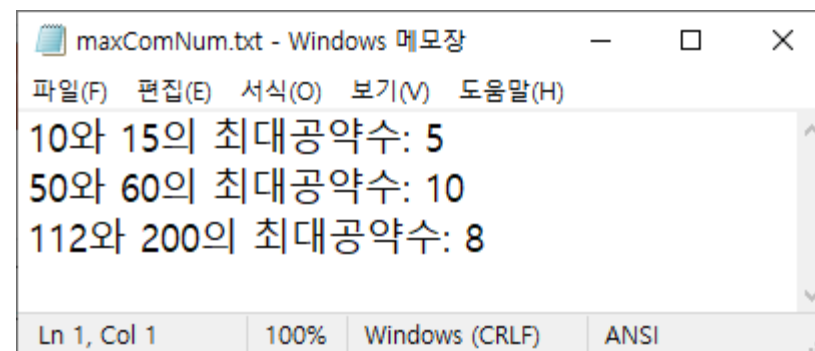 maxComNum.txt - Windows 메모장
파일(F) 편집(E) 서식(O) 보기(V) 도움말(H)
10와 15의 최대공약수: 5
50와 60의 최대공약수: 10
112와 200의 최대공약수: 8
Ln 1, Col 1 100% Windows (CRLF) ANSI